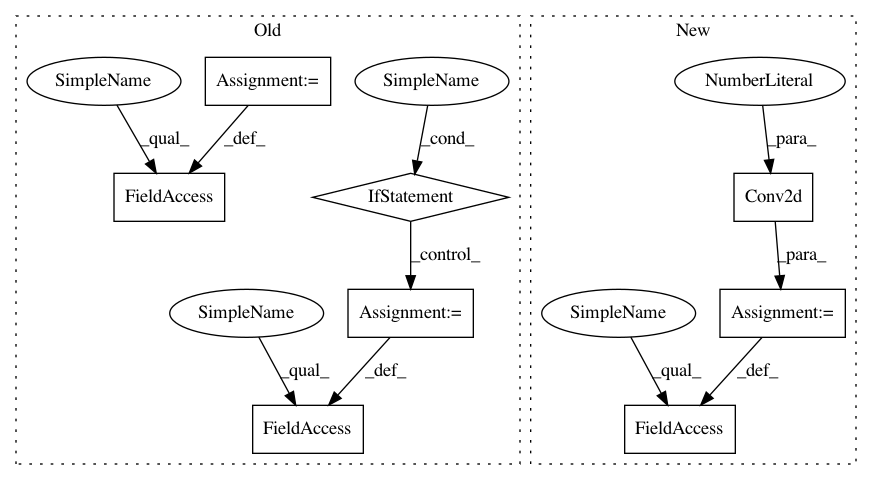 Old
New
SimpleName
Assignment:=
SimpleName
NumberLiteral
_qual_
_def_
_cond_
_para_
FieldAccess
IfStatement
Conv2d
_control_
_para_
SimpleName
Assignment:=
SimpleName
Assignment:=
_qual_
_def_
_qual_
_def_
FieldAccess
FieldAccess